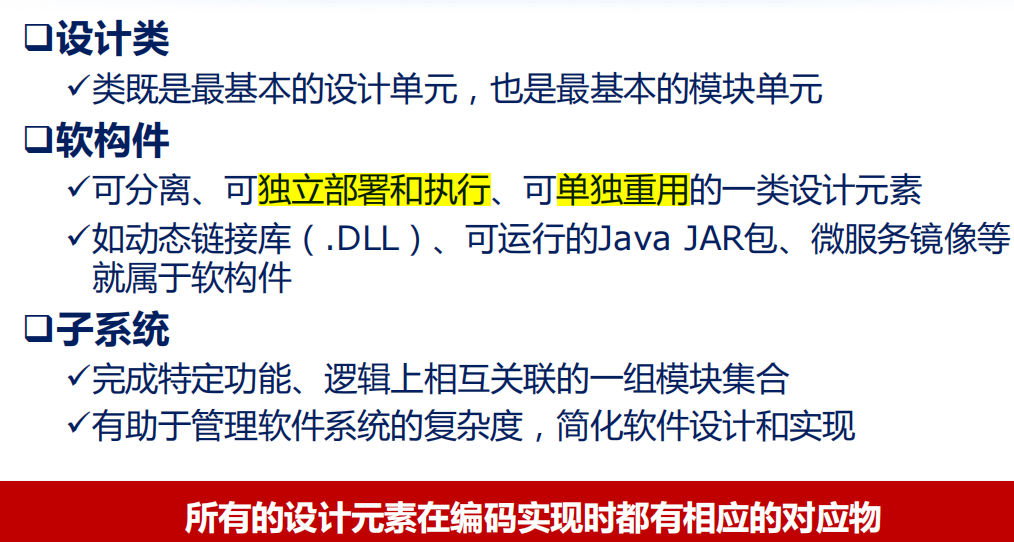 ❑设计类
✓类既是最基本的设计单元，也是最基本的模块单元
❑软构件
✓可分离、可独立部署和执行、可单独重用的一类设计元素
✓如动态链接库（.DLL）、可运行的Java JAR包、微服务镜像等
就属于软构件
❑子系统
✓完成特定功能、逻辑上相互关联的一组模块集合
✓有助于管理软件系统的复杂度，简化软件设计和实现
所有的设计元素在编码实现时都有相应的对应物